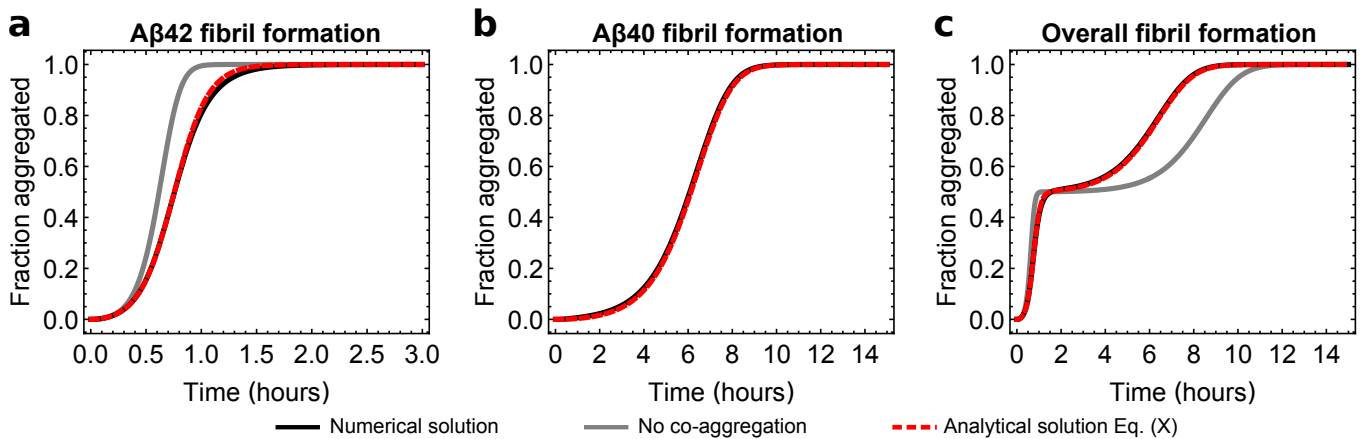 a
Aβ42 fibril formation
Fraction aggregated
1.0
0.8
0.6
0.4
0.2
0.0
0.0 0.5 1.0 1.5 2.0 2.5 3.0
Time (hours)
b
Aβ40 fibril formation
Fraction aggregated
1.0
0.8
0.6
0.4
0.2
0.0
0 2 4 6 8 10 12 14
Time (hours)
c
Overall fibril formation
Fraction aggregated
1.0
0.8
0.6
0.4
0.2
0.0
0 2 4 6 8 10 12 14
Time (hours)
Numerical solution
No co-aggregation
Analytical solution Eq. (X)